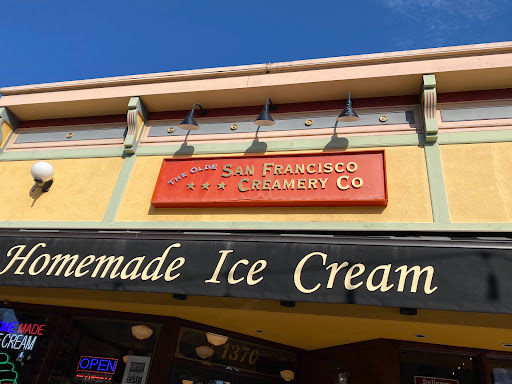 THE OLDE SAN FRANCISCO
CREAMERY CO
Homemade Ice Cream
MADE
CREAM
OPEN
1370